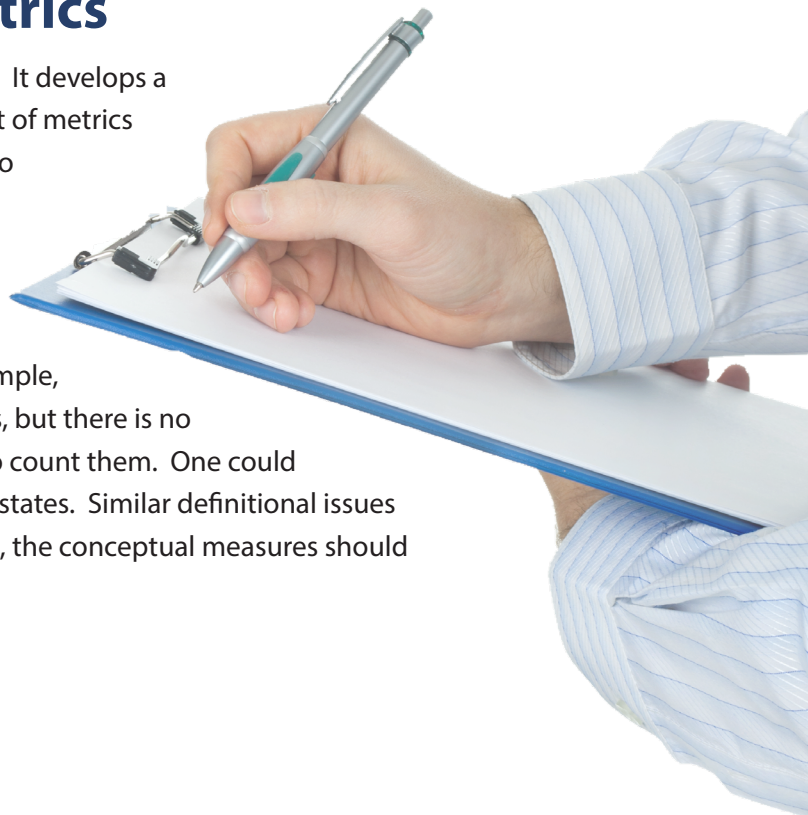 trics
It develops a
t of metrics
o
mple,
s, but there is no
o count them. One could
states. Similar definitional issues
, the conceptual measures should